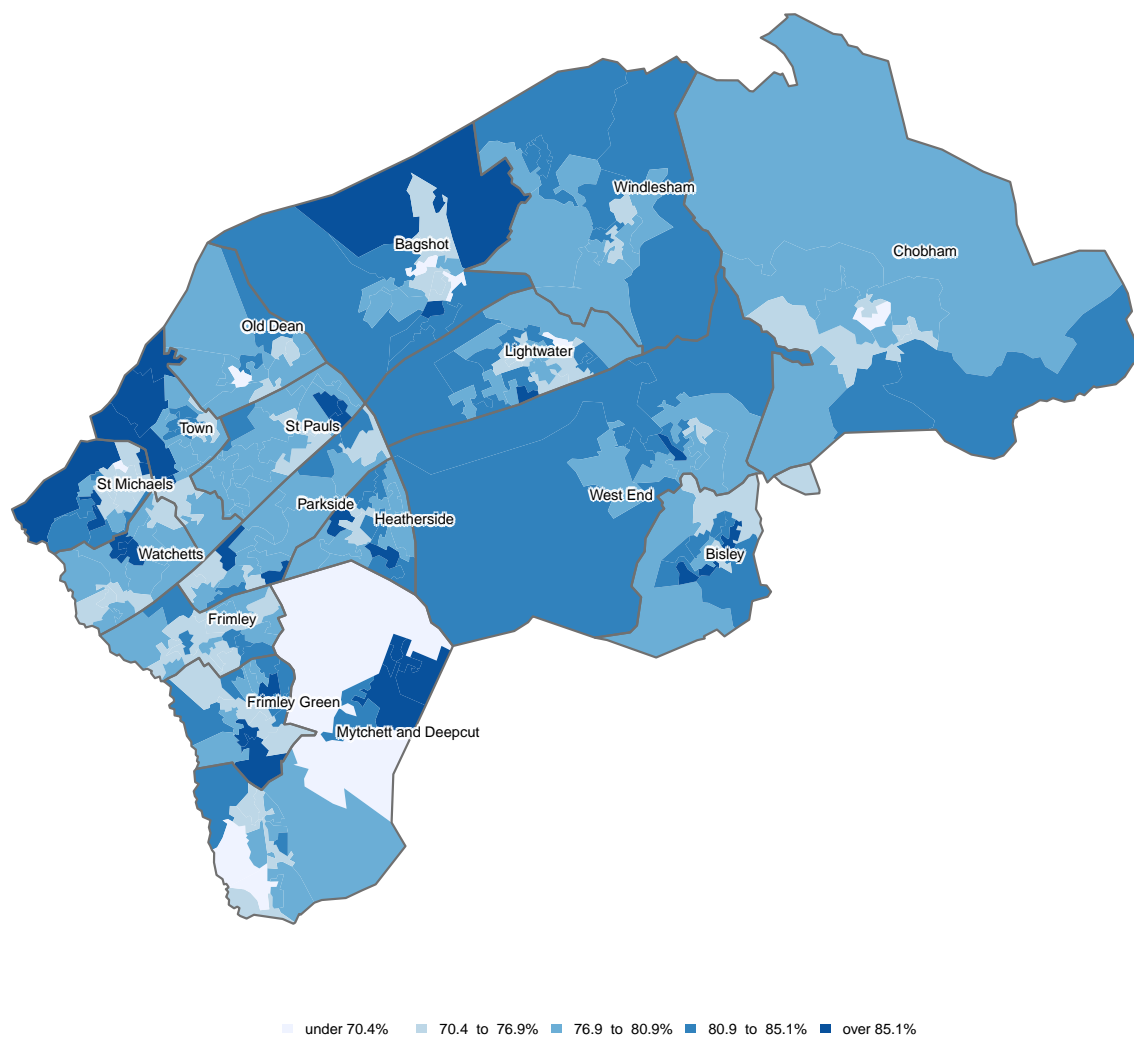 Windlesham
Bagshot
Chobham
Old Dean
Lightwater
Town
St Pauls
St Michaels
West End
Parkside
Heatherside
Watchetts
Bisley
Frimley
Frimley Green
Mytchett and Deepcut
under 70.4% 70.4 to 76.9% 76.9 to 80.9% 80.9 to 85.1% over 85.1%